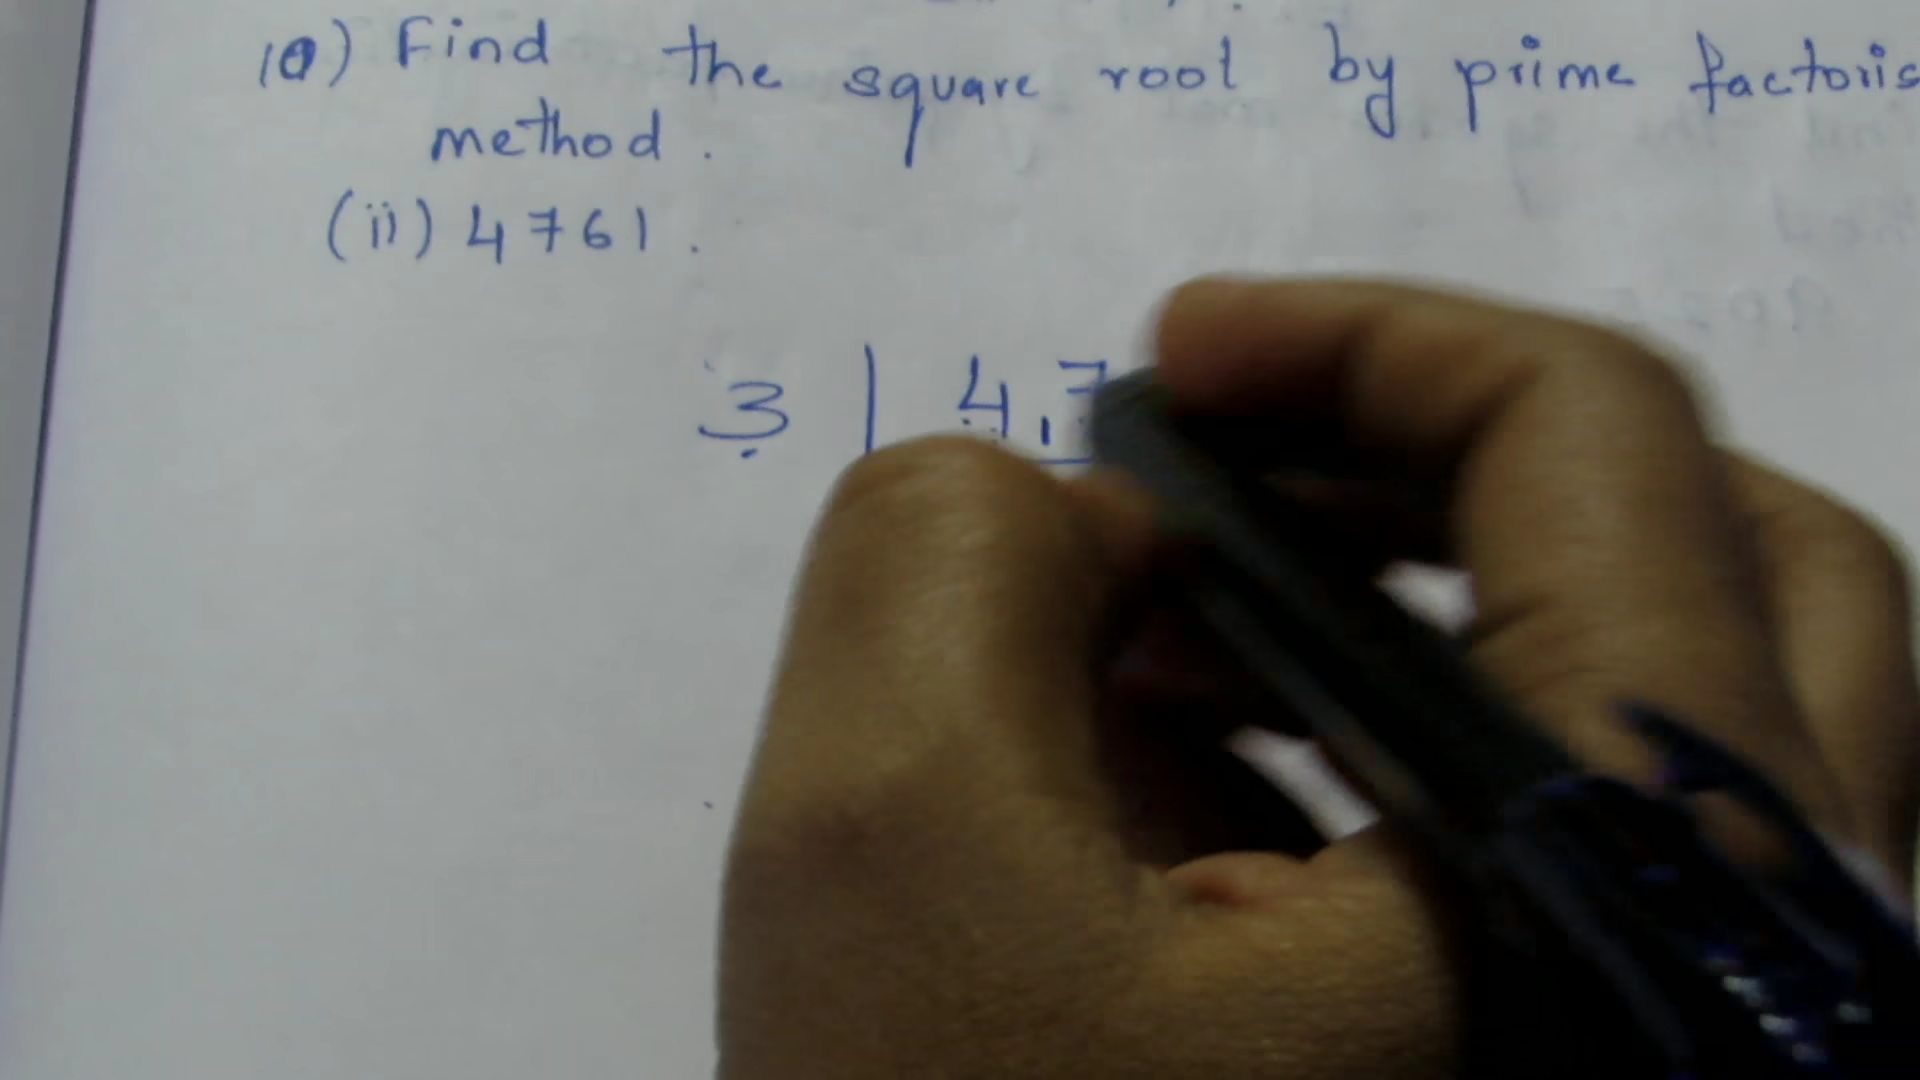 10) Find the square root by prime factoris
method.
(ii) 4761.
3 | 4,7